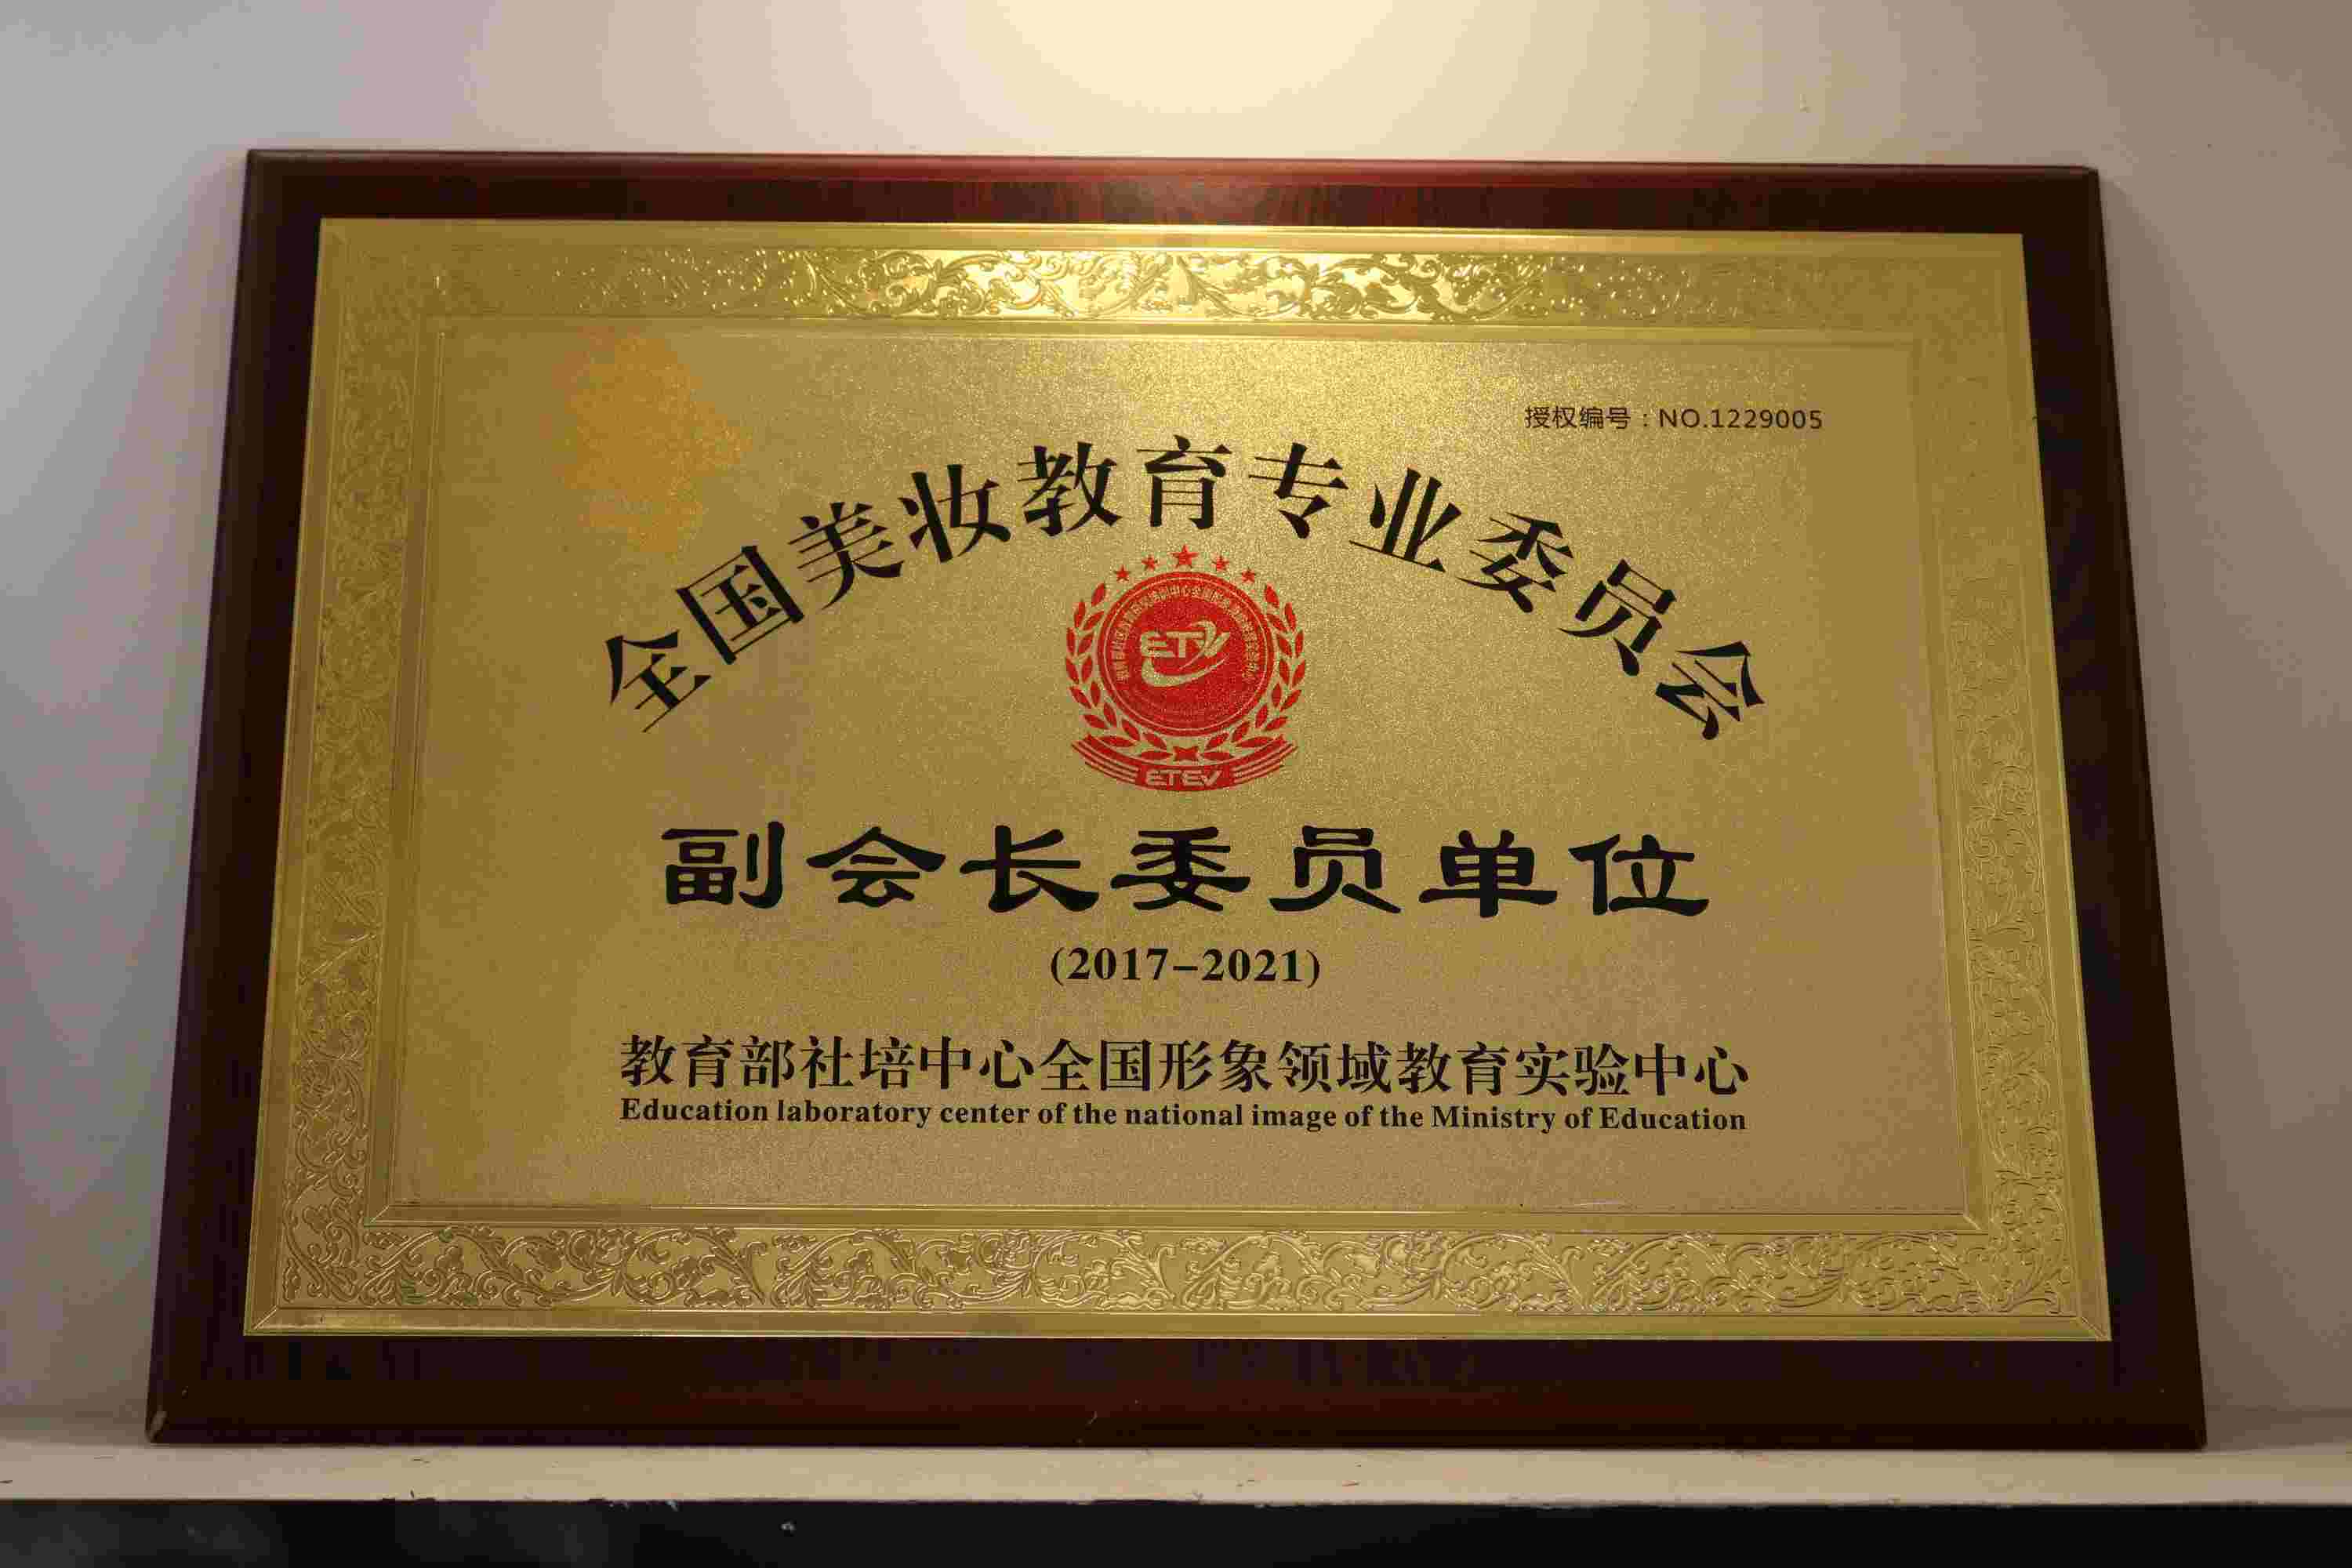 授权编号：NO.1229005
全国美妆教育专业委员会
ETV
ETEV
副会长委员单位
(2017-2021)
教育部社培中心全国形象领域教育实验中心
Education laboratory center of the national image of the Ministry of Education